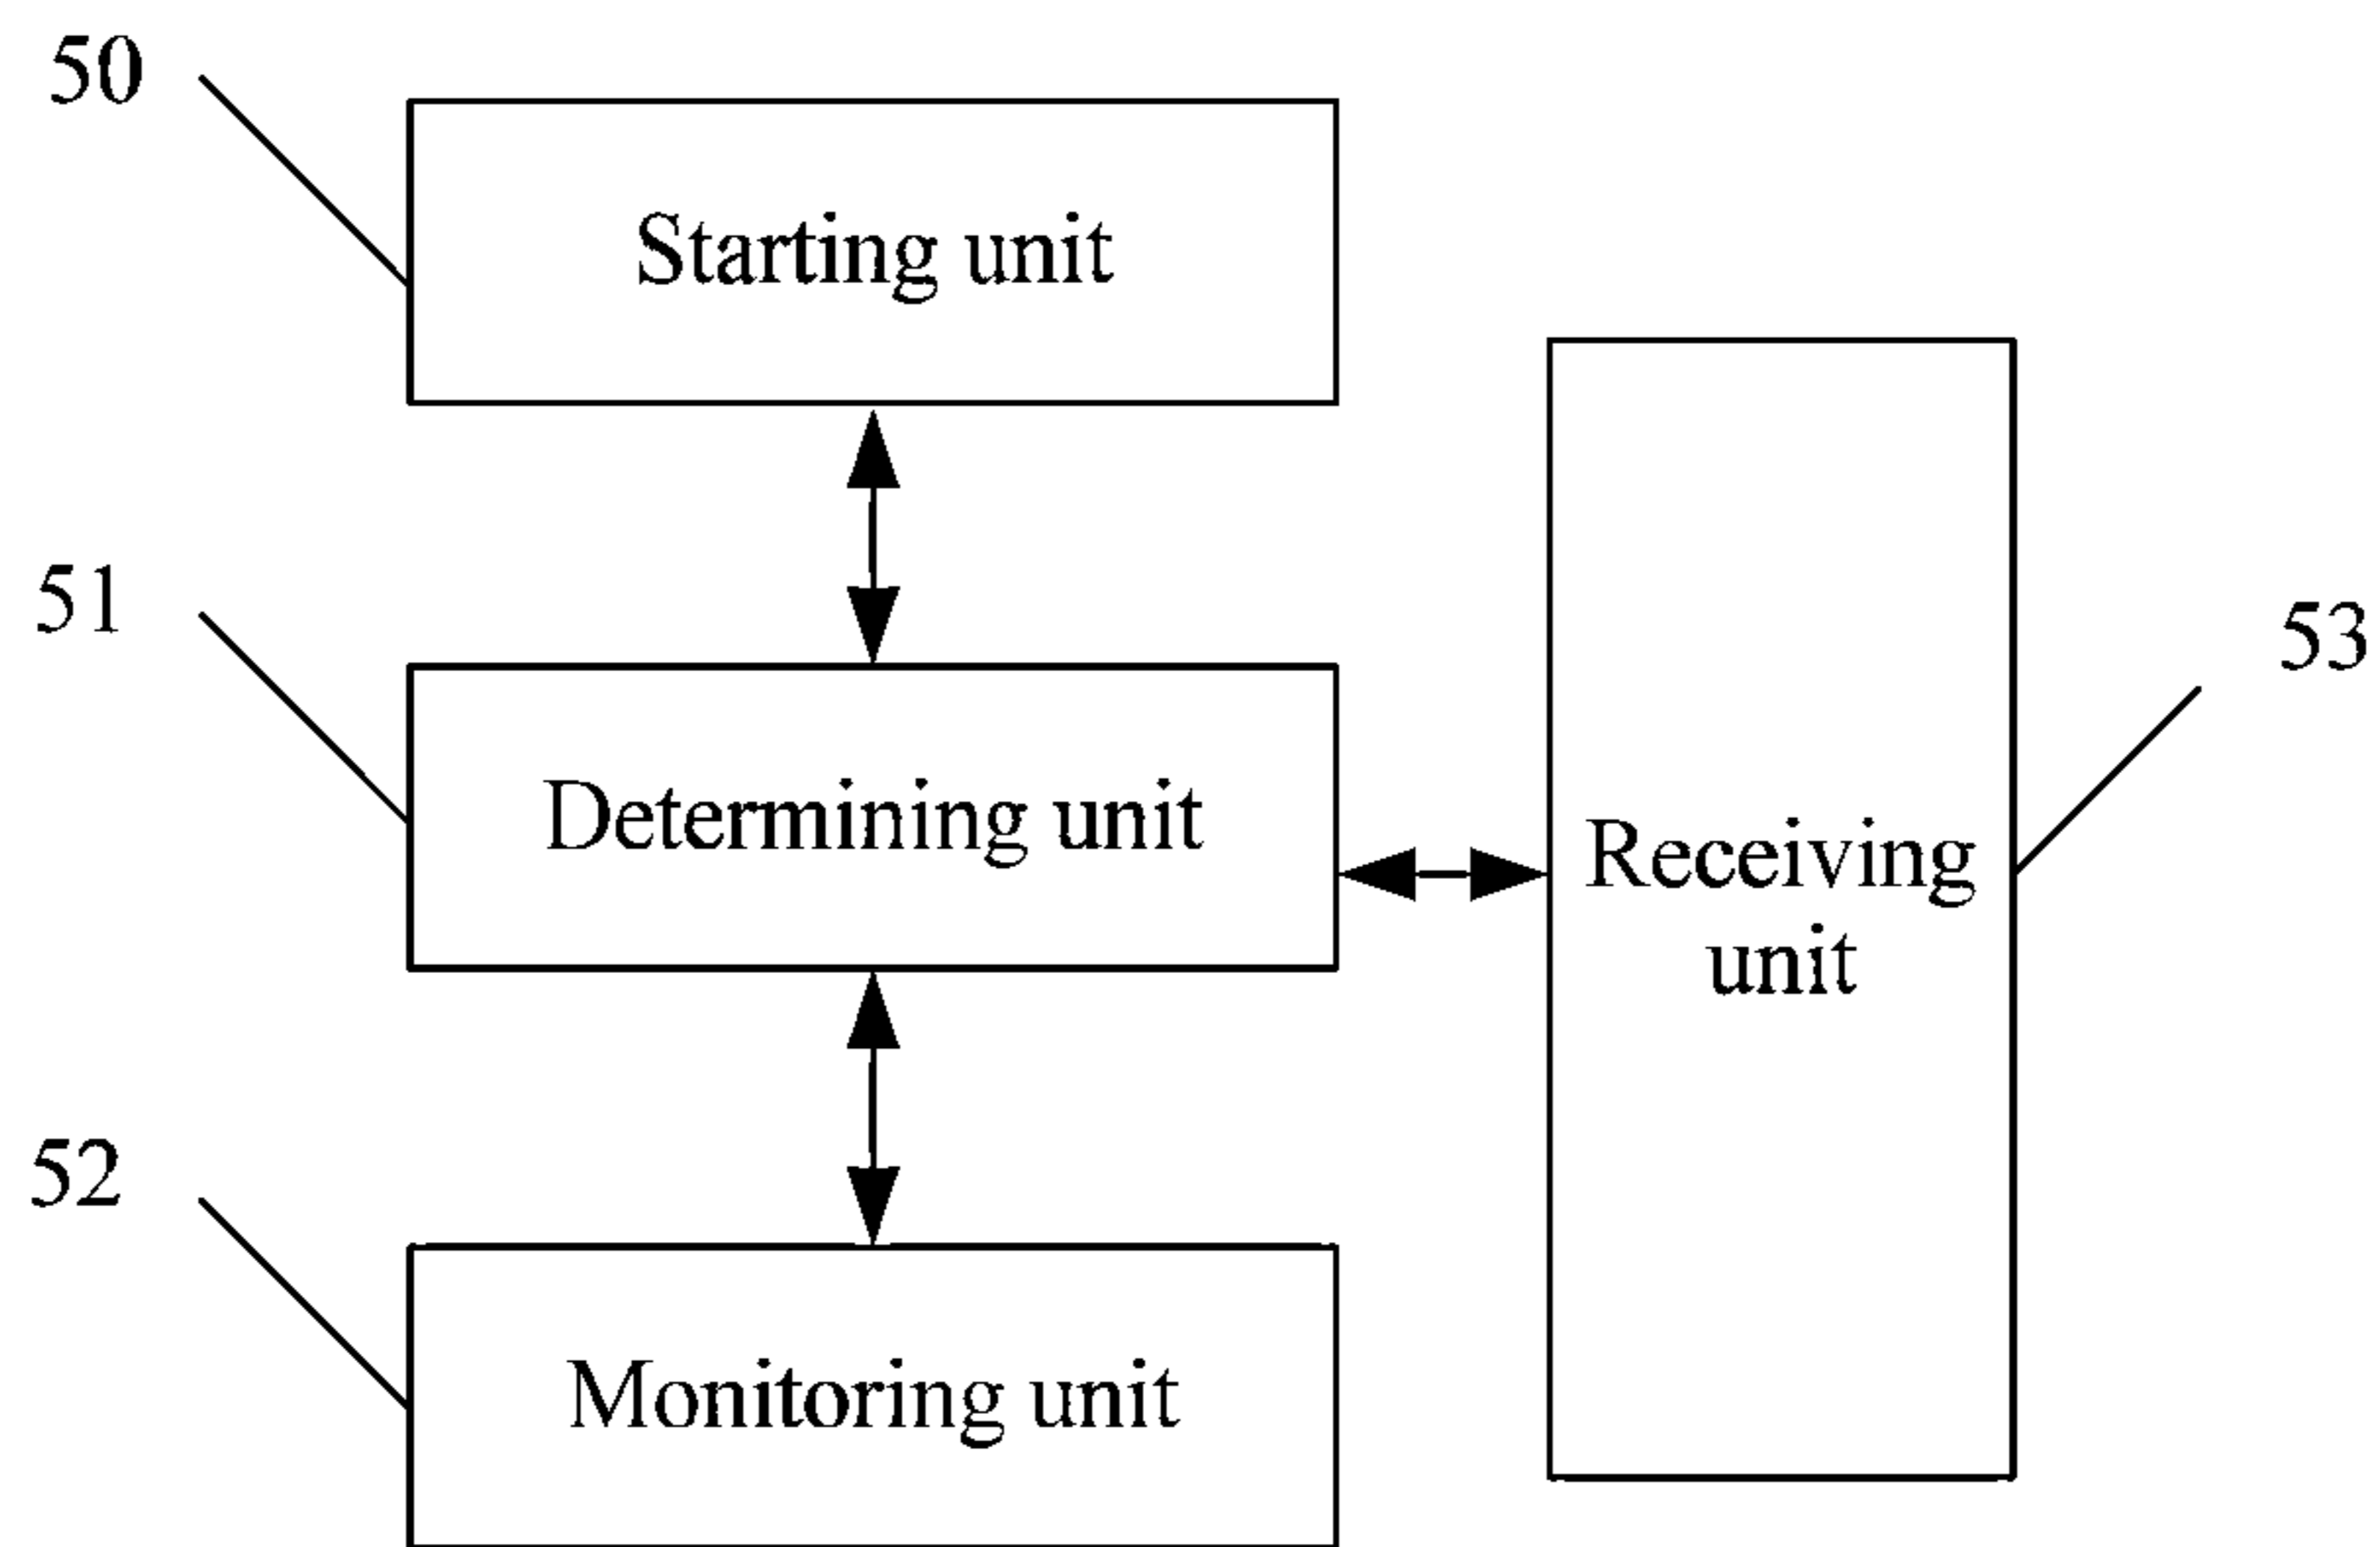 50
Starting unit
51
Determining unit
53
Receiving
unit
52
Monitoring unit